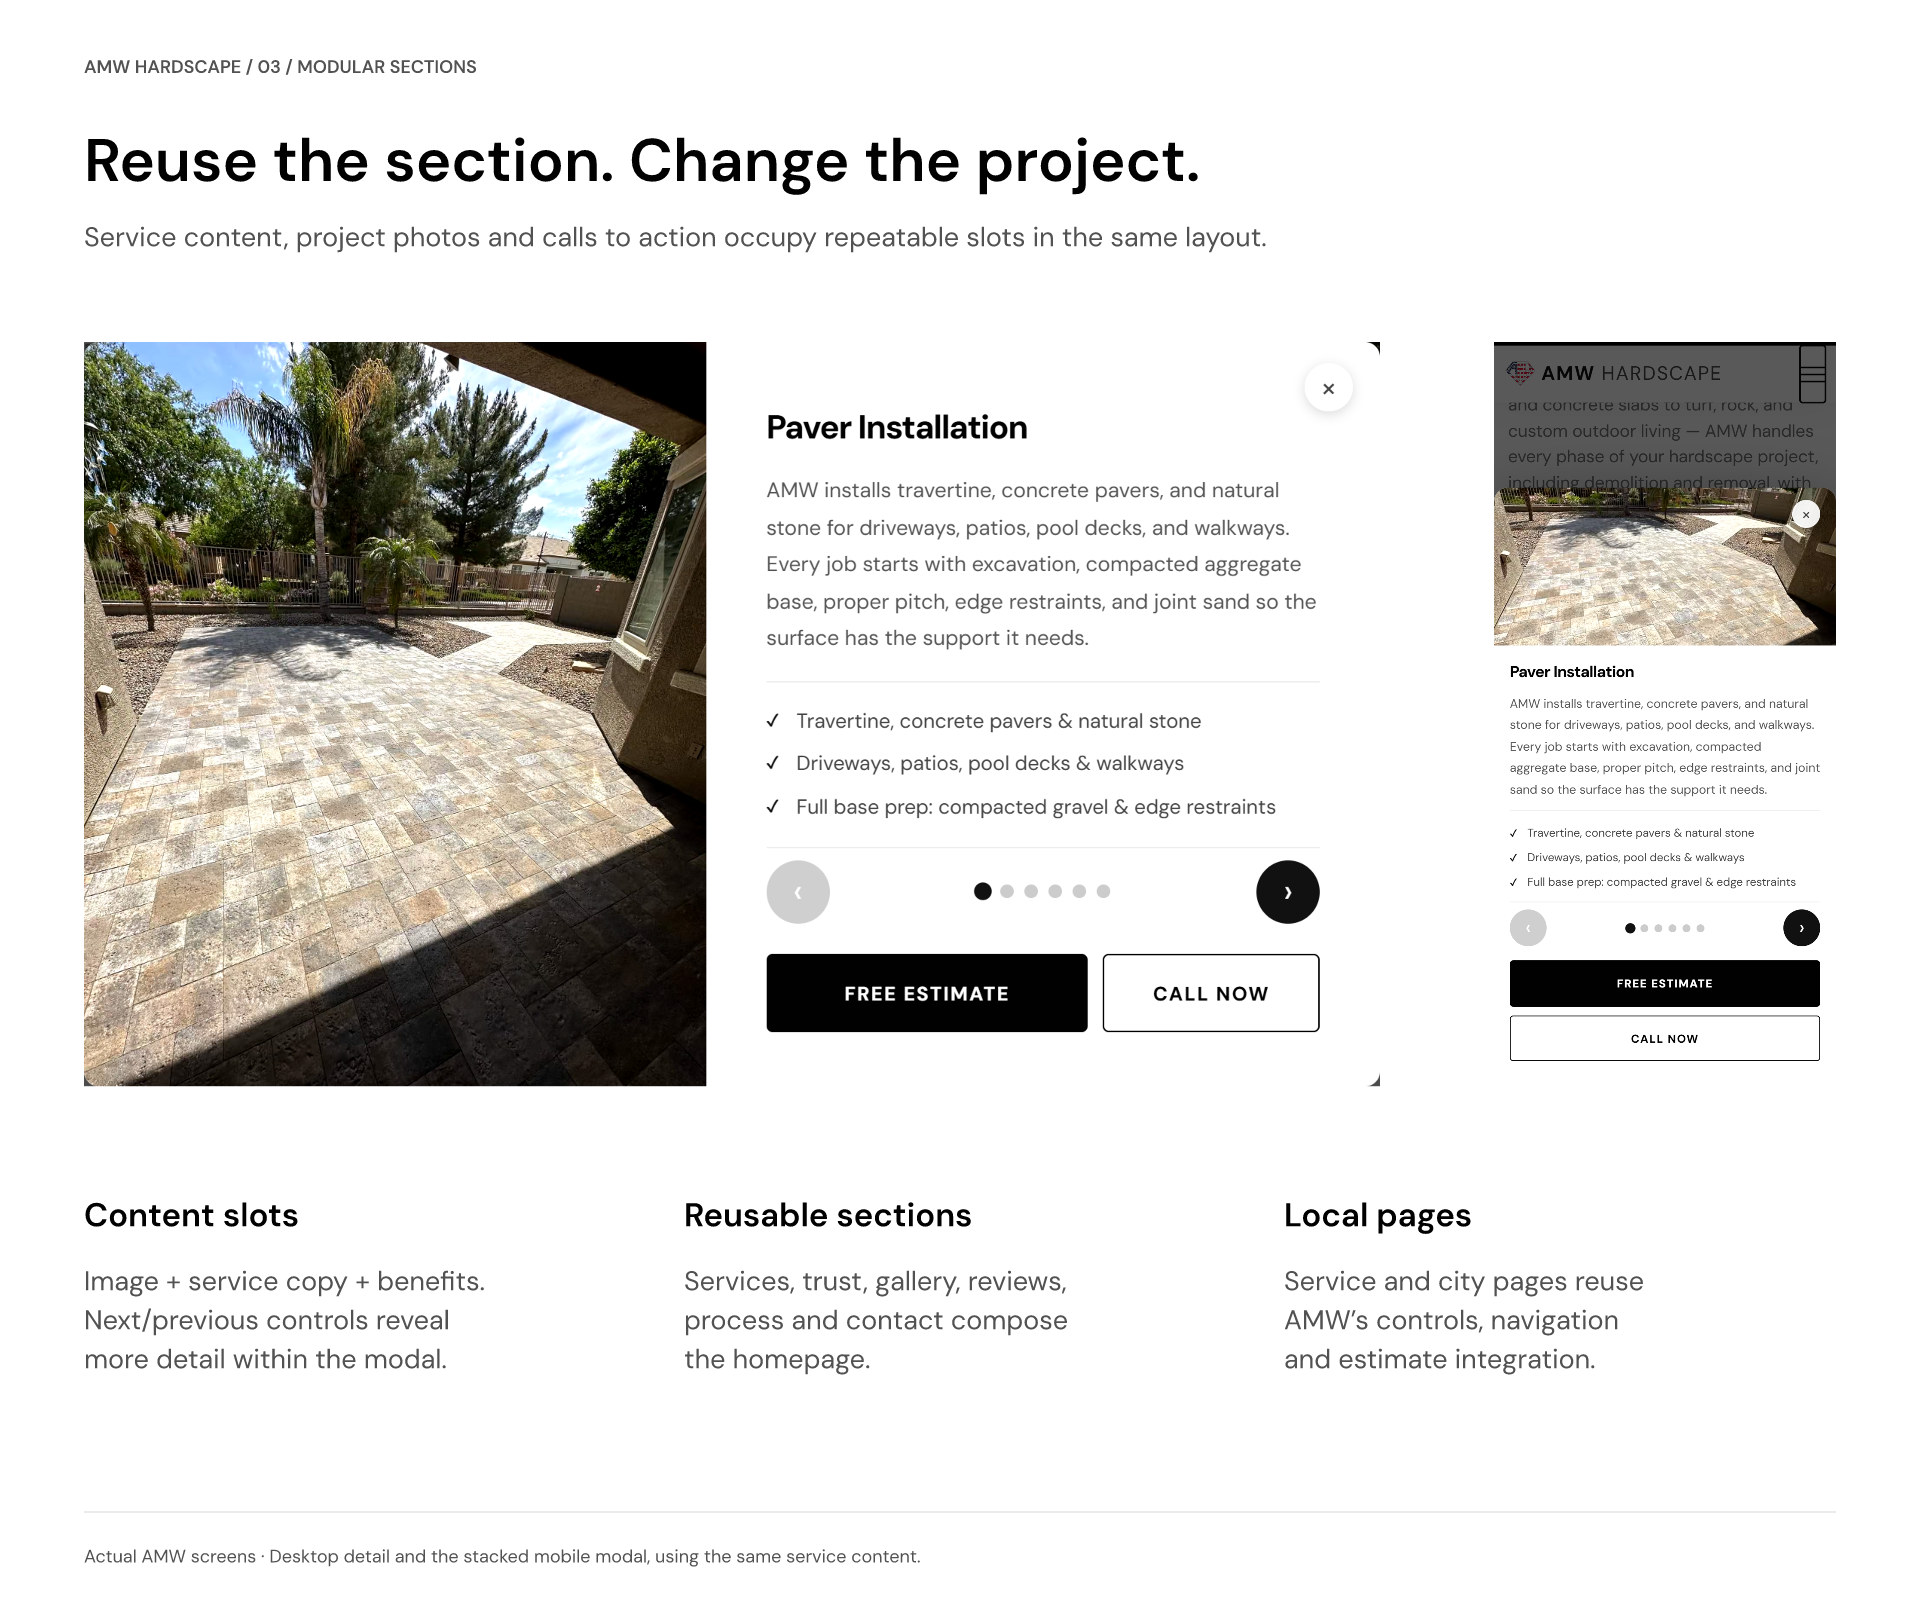 AMW HARDSCAPE / 03 / MODULAR SECTIONS
Reuse the section. Change the project.
Service content, project photos and calls to action occupy repeatable slots in the same layout.
×
Paver Installation
AMW installs travertine, concrete pavers, and natural
stone for driveways, patios, pool decks, and walkways.
Every job starts with excavation, compacted aggregate
base, proper pitch, edge restraints, and joint sand so the
surface has the support it needs.
✓ Travertine, concrete pavers & natural stone
✓ Driveways, patios, pool decks & walkways
✓ Full base prep: compacted gravel & edge restraints
‹ ›
FREE ESTIMATE CALL NOW
AMW HARDSCAPE
and concrete slabs to turf, rock, and
custom outdoor living — AMW handles
every phase of your hardscape project,
including demolition and removal, with
×
Paver Installation
AMW installs travertine, concrete pavers, and natural
stone for driveways, patios, pool decks, and walkways.
Every job starts with excavation, compacted
aggregate base, proper pitch, edge restraints, and joint
sand so the surface has the support it needs.
✓ Travertine, concrete pavers & natural stone
✓ Driveways, patios, pool decks & walkways
✓ Full base prep: compacted gravel & edge restraints
‹ ›
FREE ESTIMATE
CALL NOW
Content slots
Image + service copy + benefits.
Next/previous controls reveal
more detail within the modal.
Reusable sections
Services, trust, gallery, reviews,
process and contact compose
the homepage.
Local pages
Service and city pages reuse
AMW’s controls, navigation
and estimate integration.
Actual AMW screens · Desktop detail and the stacked mobile modal, using the same service content.